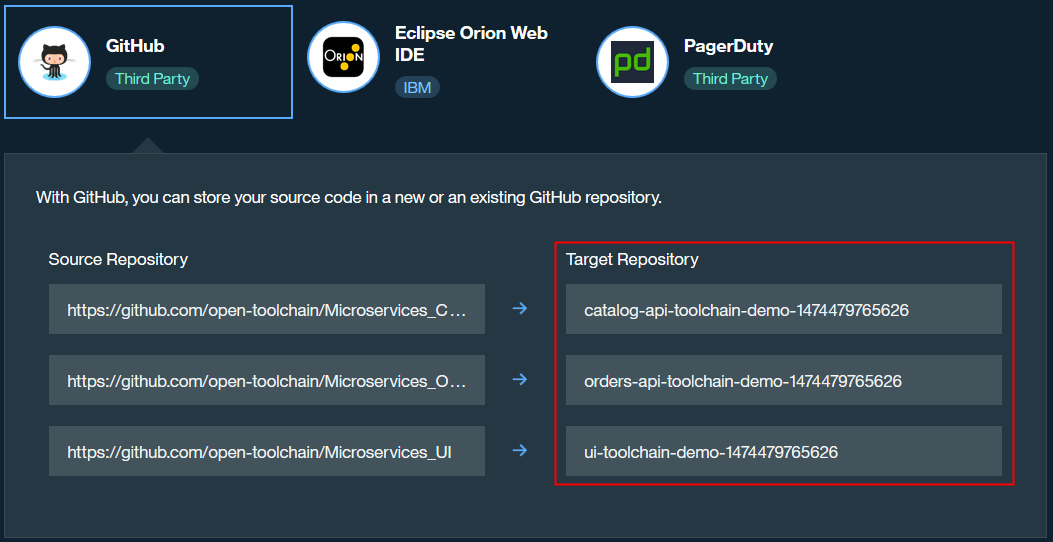 GitHub
Third Party
Eclipse Orion Web
IDE
IBM
PagerDuty
Third Party
ORION
pd
With GitHub, you can store your source code in a new or an existing GitHub repository.
Source Repository
Target Repository
https://github.com/open-toolchain/Microservices_C...
catalog-api-toolchain-demo-1474479765626
https://github.com/open-toolchain/Microservices_O...
orders-api-toolchain-demo-1474479765626
https://github.com/open-toolchain/Microservices_UI
ui-toolchain-demo-1474479765626